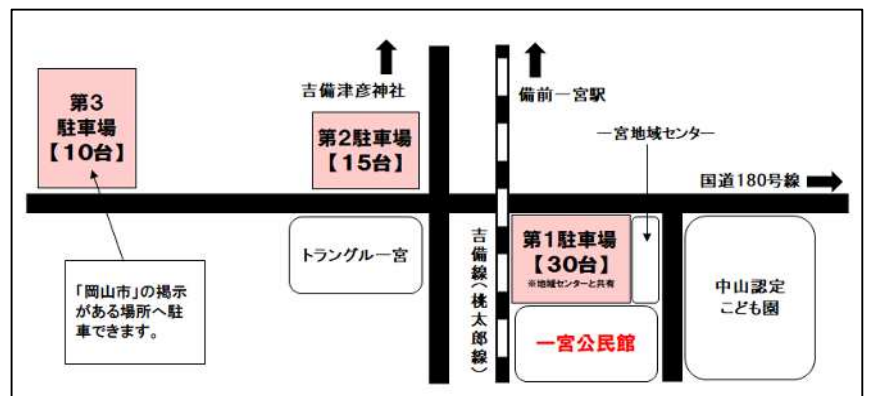 吉備津彦神社
備前一宮駅
第3
駐車場
【10台】
第2駐車場
【15台】
一宮地域センター
国道180号線
トラングル一宮
吉備線(桃太郎線)
第1駐車場
【30台】
※地域センターと共有
中山認定
こども園
「岡山市」の掲示
がある場所へ駐
車できます。
一宮公民館